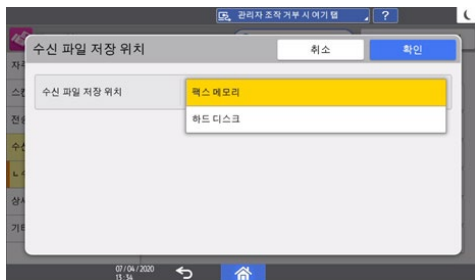 관리자 조작 거부 시 여기 탭
?
수신 파일 저장 위치
취소
확인
수신 파일 저장 위치
팩스 메모리
하드 디스크
07/04/2020
13:34